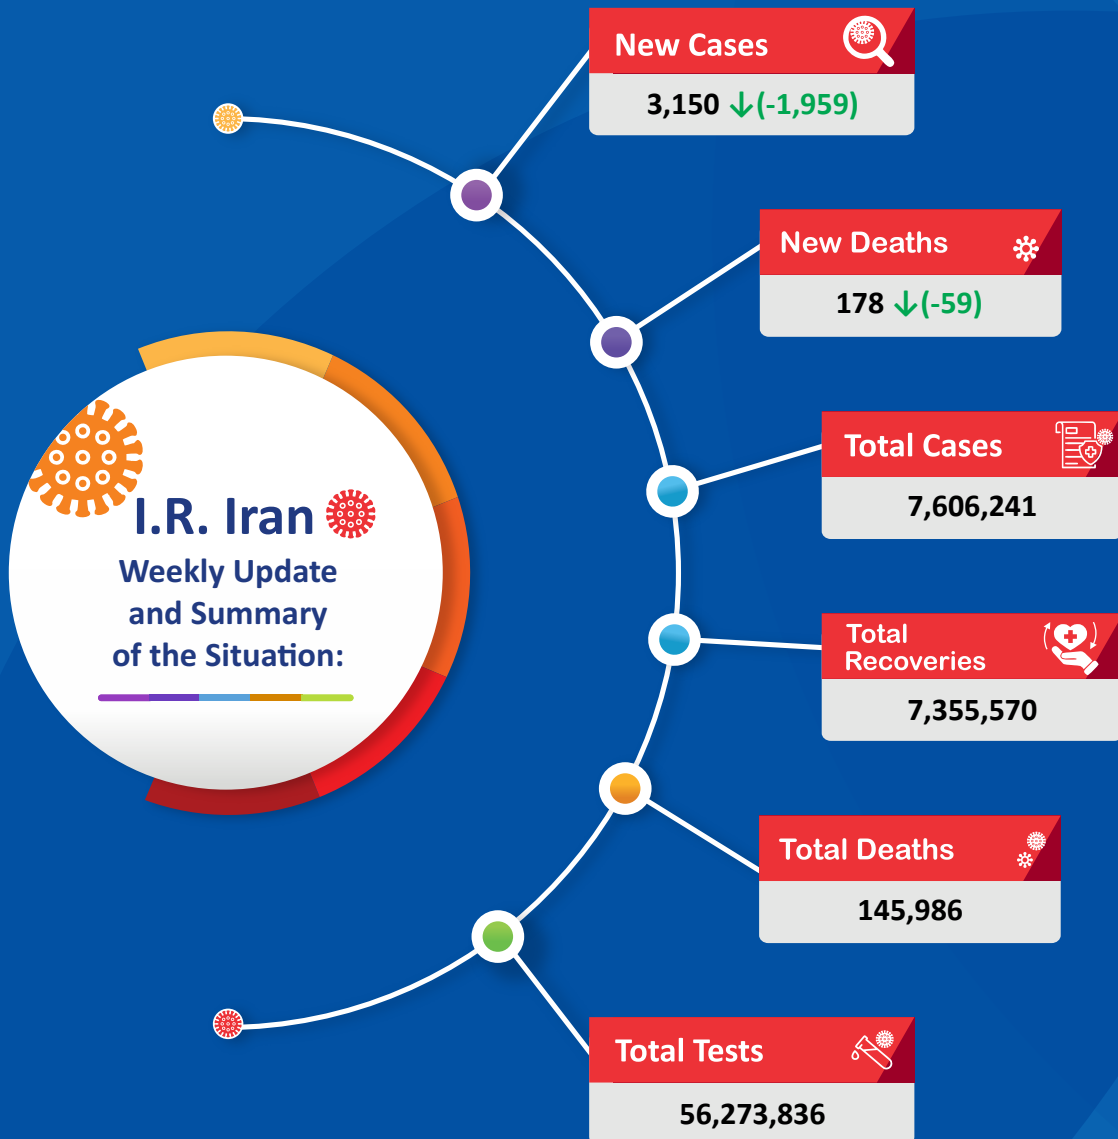 I.R. Iran
Weekly Update
and Summary
of the Situation:
New Cases
3,150 ↓(-1,959)
New Deaths
178 ↓(-59)
Total Cases
7,606,241
Total
Recoveries
7,355,570
Total Deaths
145,986
Total Tests
56,273,836